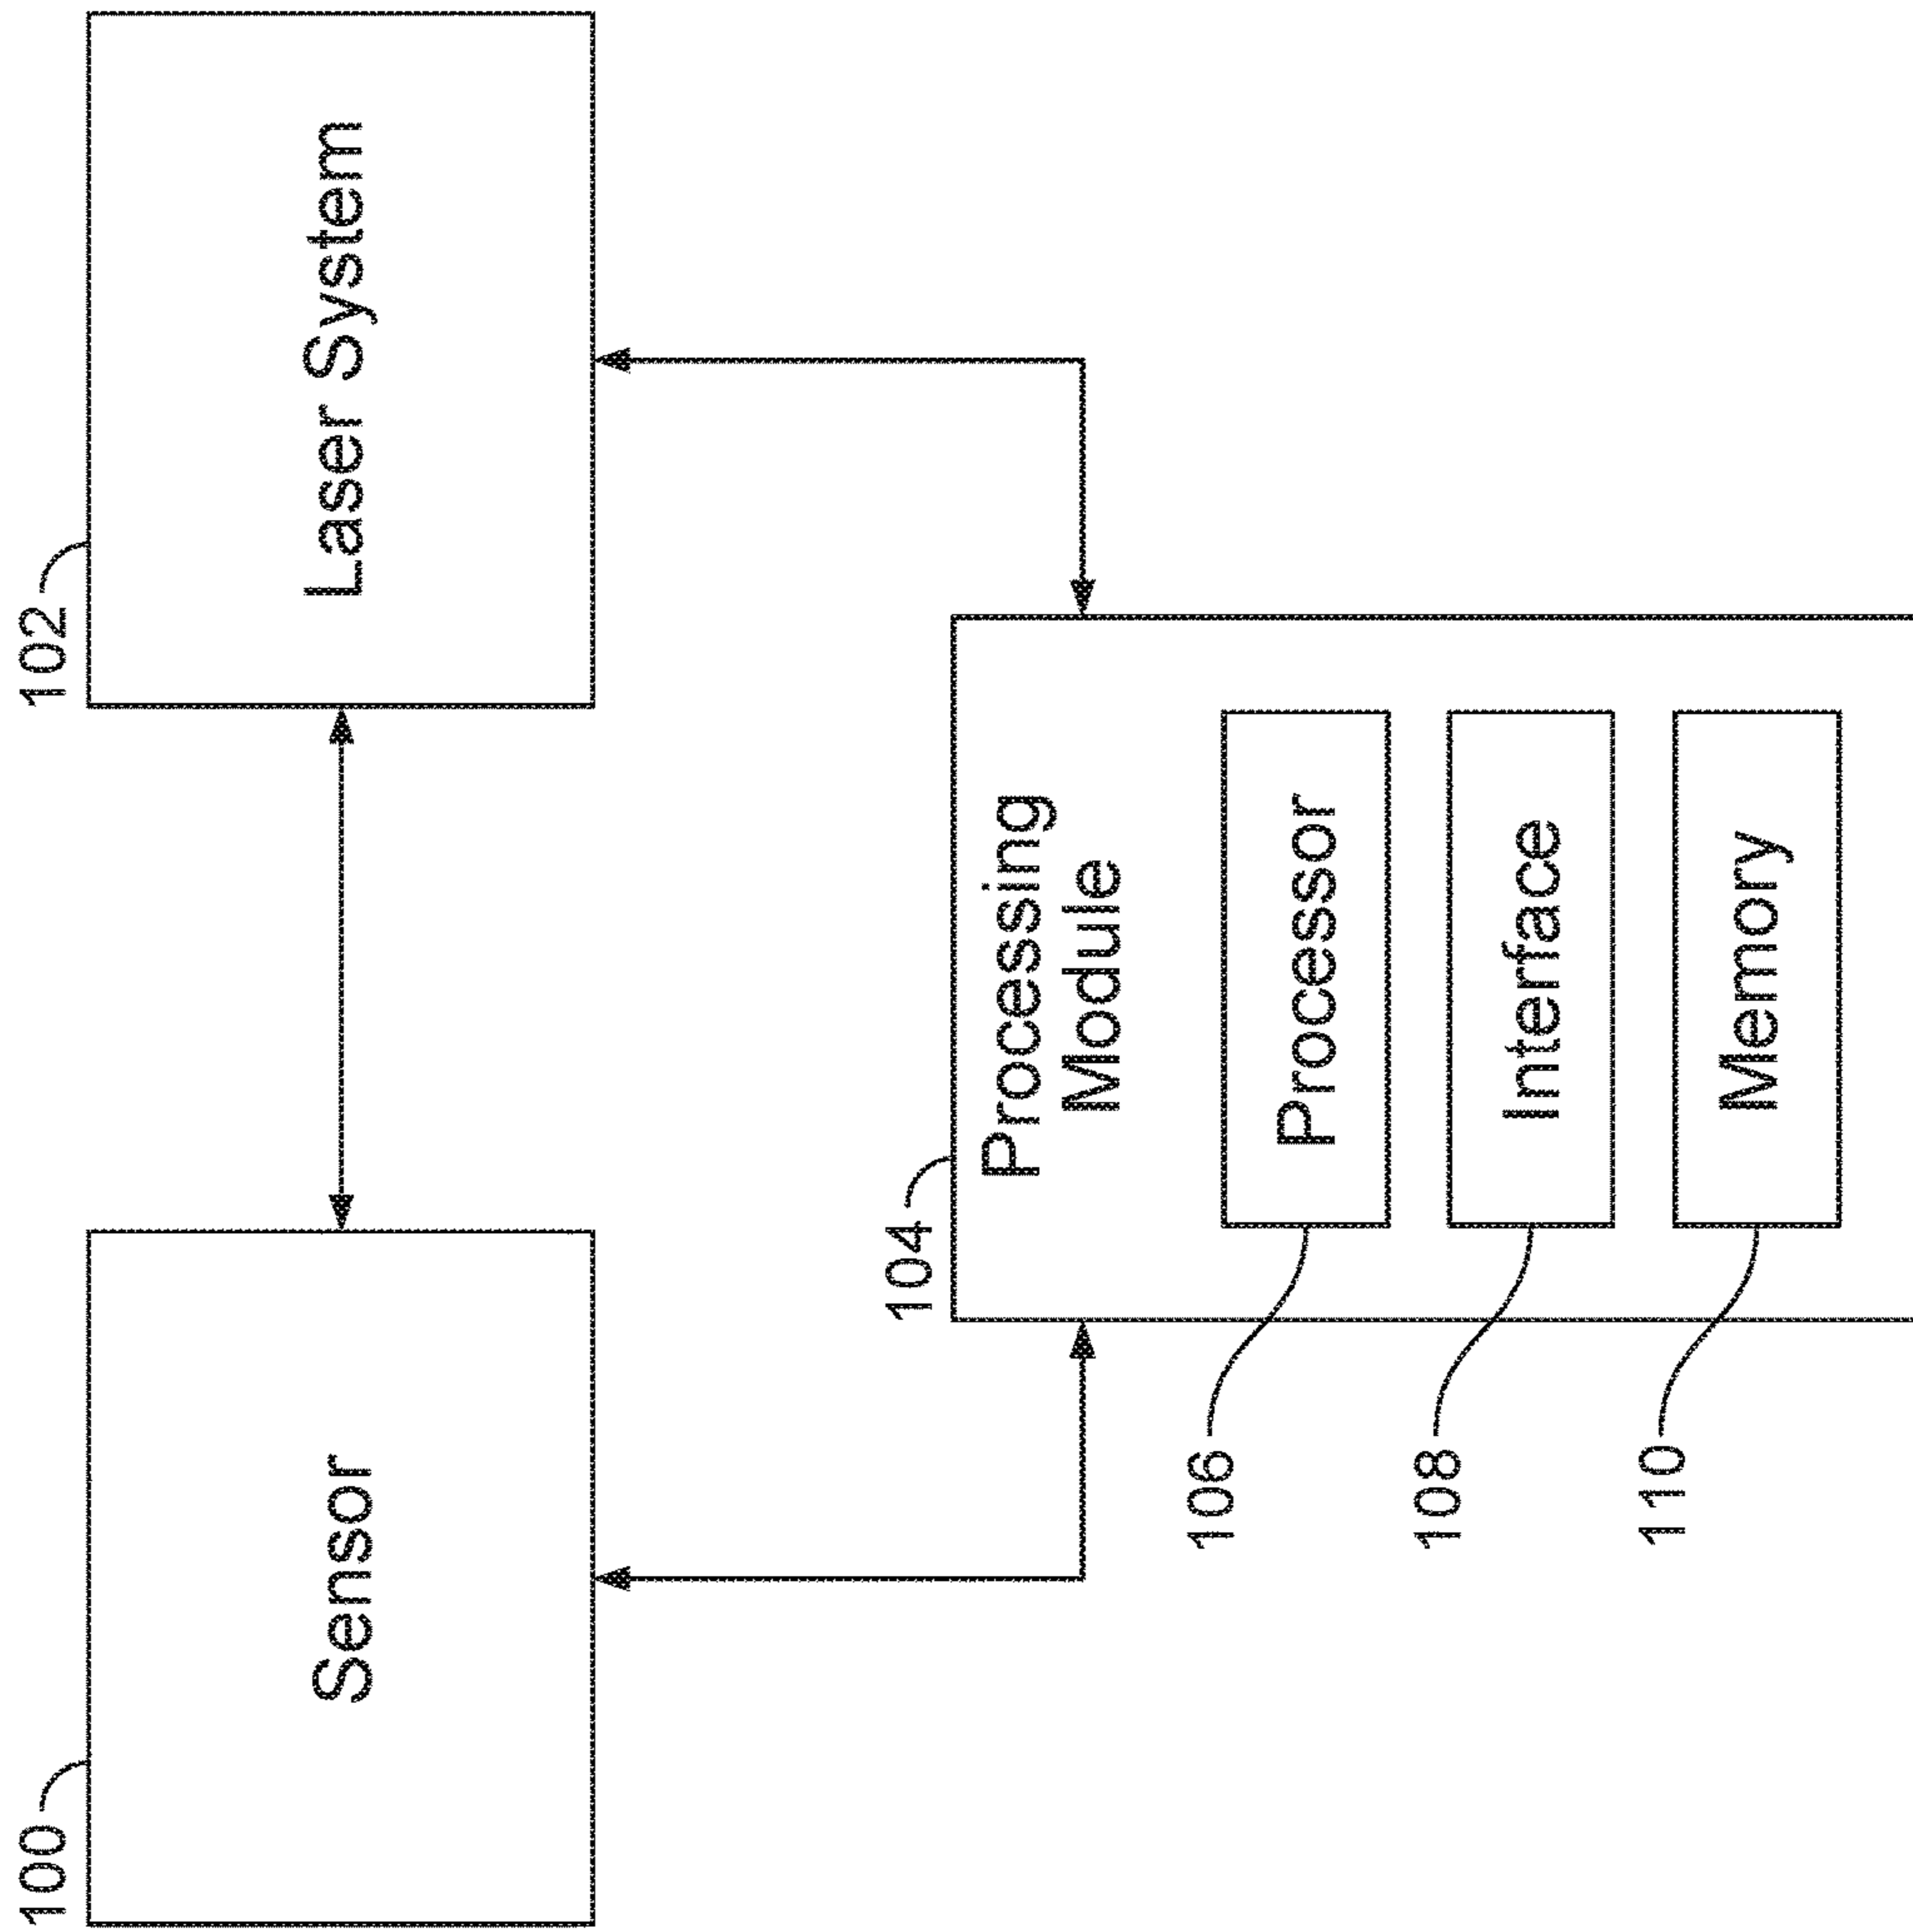 100
Sensor
102
Laser System
104
Processing
Module
106
Processor
108
Interface
110
Memory